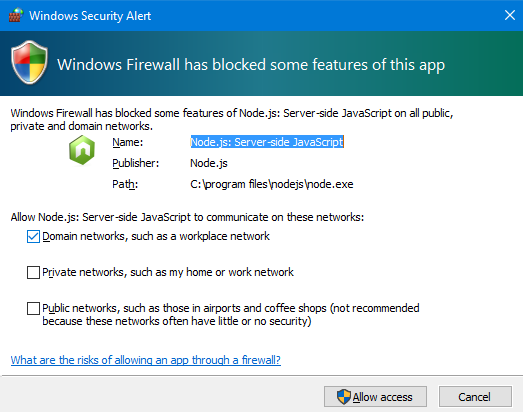 Windows Security Alert
Windows Firewall has blocked some features of this app
Windows Firewall has blocked some features of Node.js: Server-side JavaScript on all public,
private and domain networks.
Name: Node.js: Server-side JavaScript
Publisher: Node.js
Path: C:\program files\nodejs\node.exe
Allow Node.js: Server-side JavaScript to communicate on these networks:
Domain networks, such as a workplace network
Private networks, such as my home or work network
Public networks, such as those in airports and coffee shops (not recommended
because these networks often have little or no security)
What are the risks of allowing an app through a firewall?
Allow access Cancel